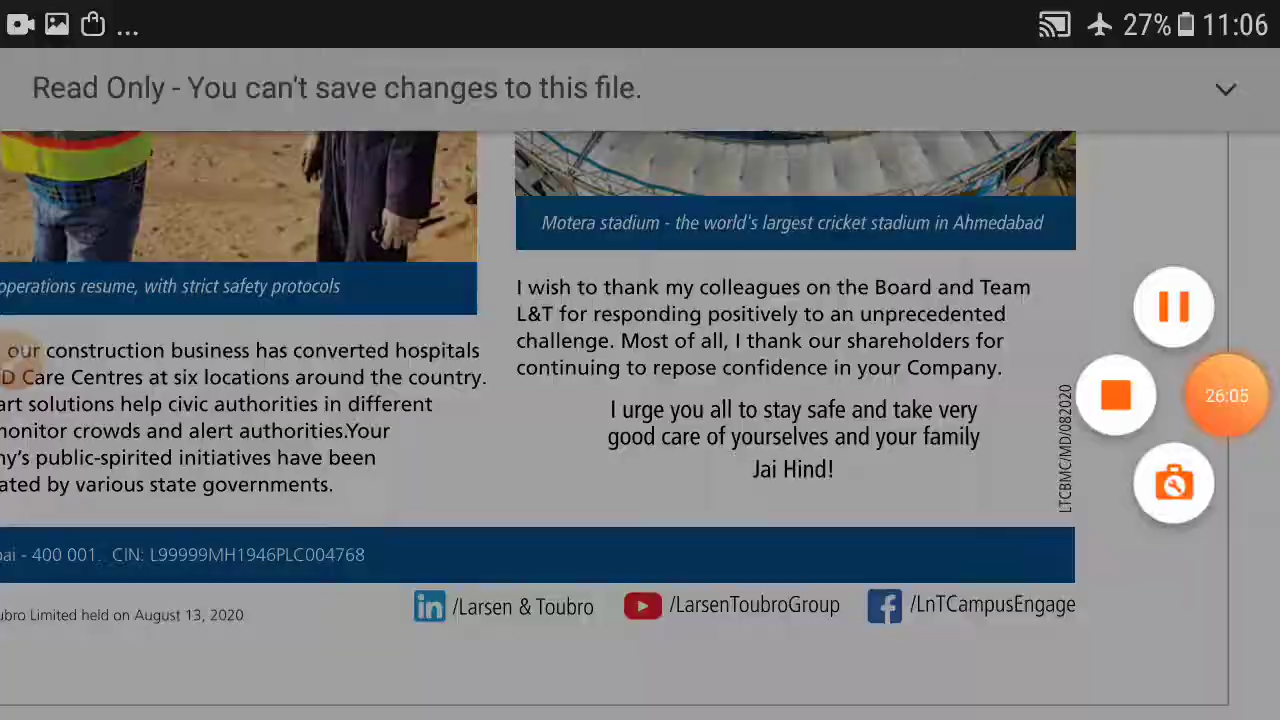 ...
27% 11:06
Read Only - You can't save changes to this file.
operations resume, with strict safety protocols
our construction business has converted hospitals
D Care Centres at six locations around the country.
art solutions help civic authorities in different
monitor crowds and alert authorities.Your
ny's public-spirited initiatives have been
ated by various state governments.
Motera stadium - the world's largest cricket stadium in Ahmedabad
I wish to thank my colleagues on the Board and Team
L&T for responding positively to an unprecedented
challenge. Most of all, I thank our shareholders for
continuing to repose confidence in your Company.
I urge you all to stay safe and take very
good care of yourselves and your family
Jai Hind!
LTCBMC/MD/082020
26:05
bai - 400 001. CIN: L99999MH1946PLC004768
ubro Limited held on August 13, 2020
in /Larsen & Toubro
/LarsenToubroGroup
f /LnTCampusEngage